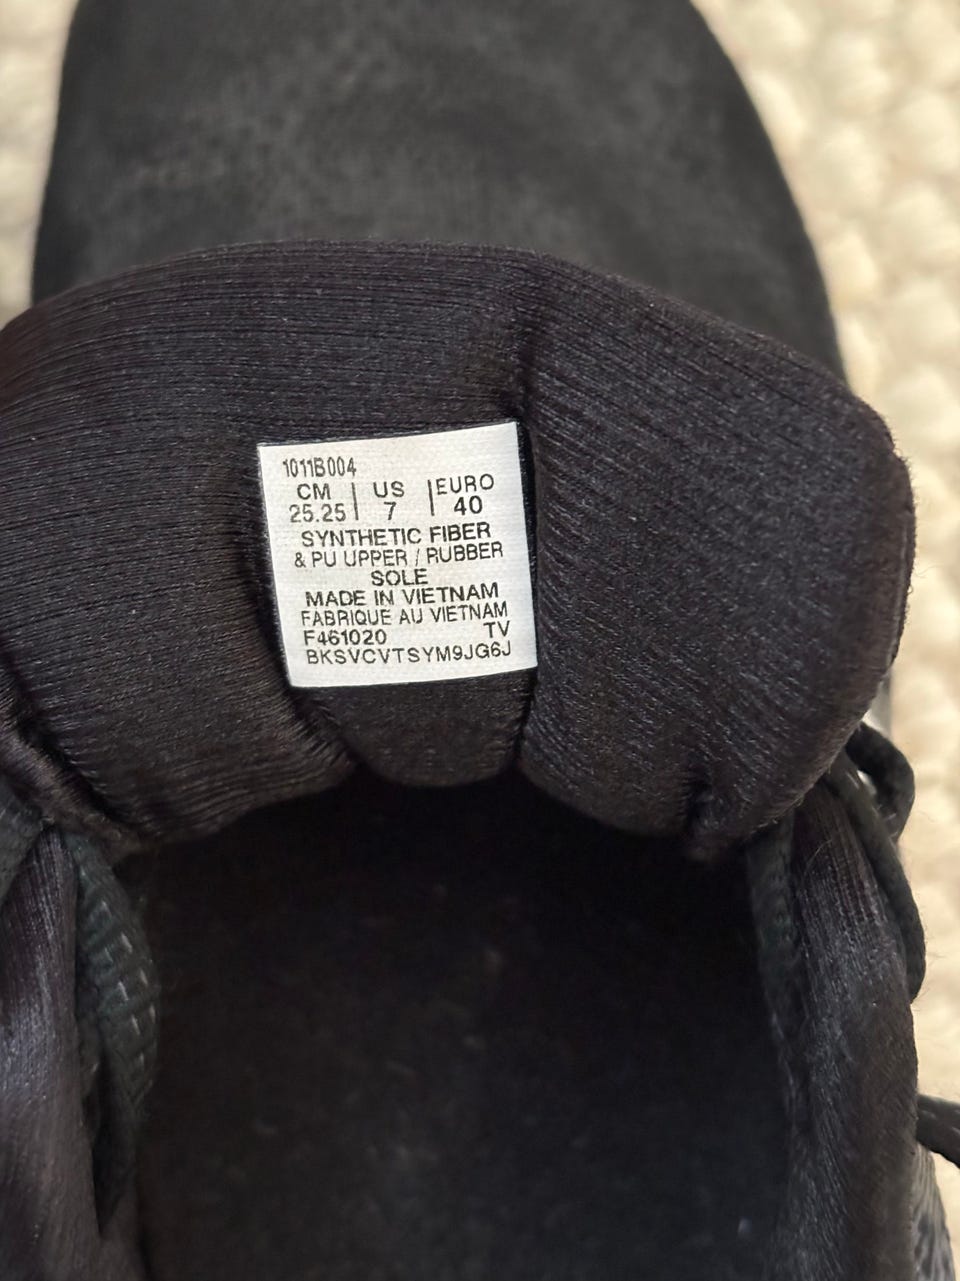 1011B004
CM | US | EURO
25.25 | 7 | 40
SYNTHETIC FIBER
& PU UPPER / RUBBER
SOLE
MADE IN VIETNAM
FABRIQUE AU VIETNAM
F461020 TV
BKSVCVTSYM9JG6J